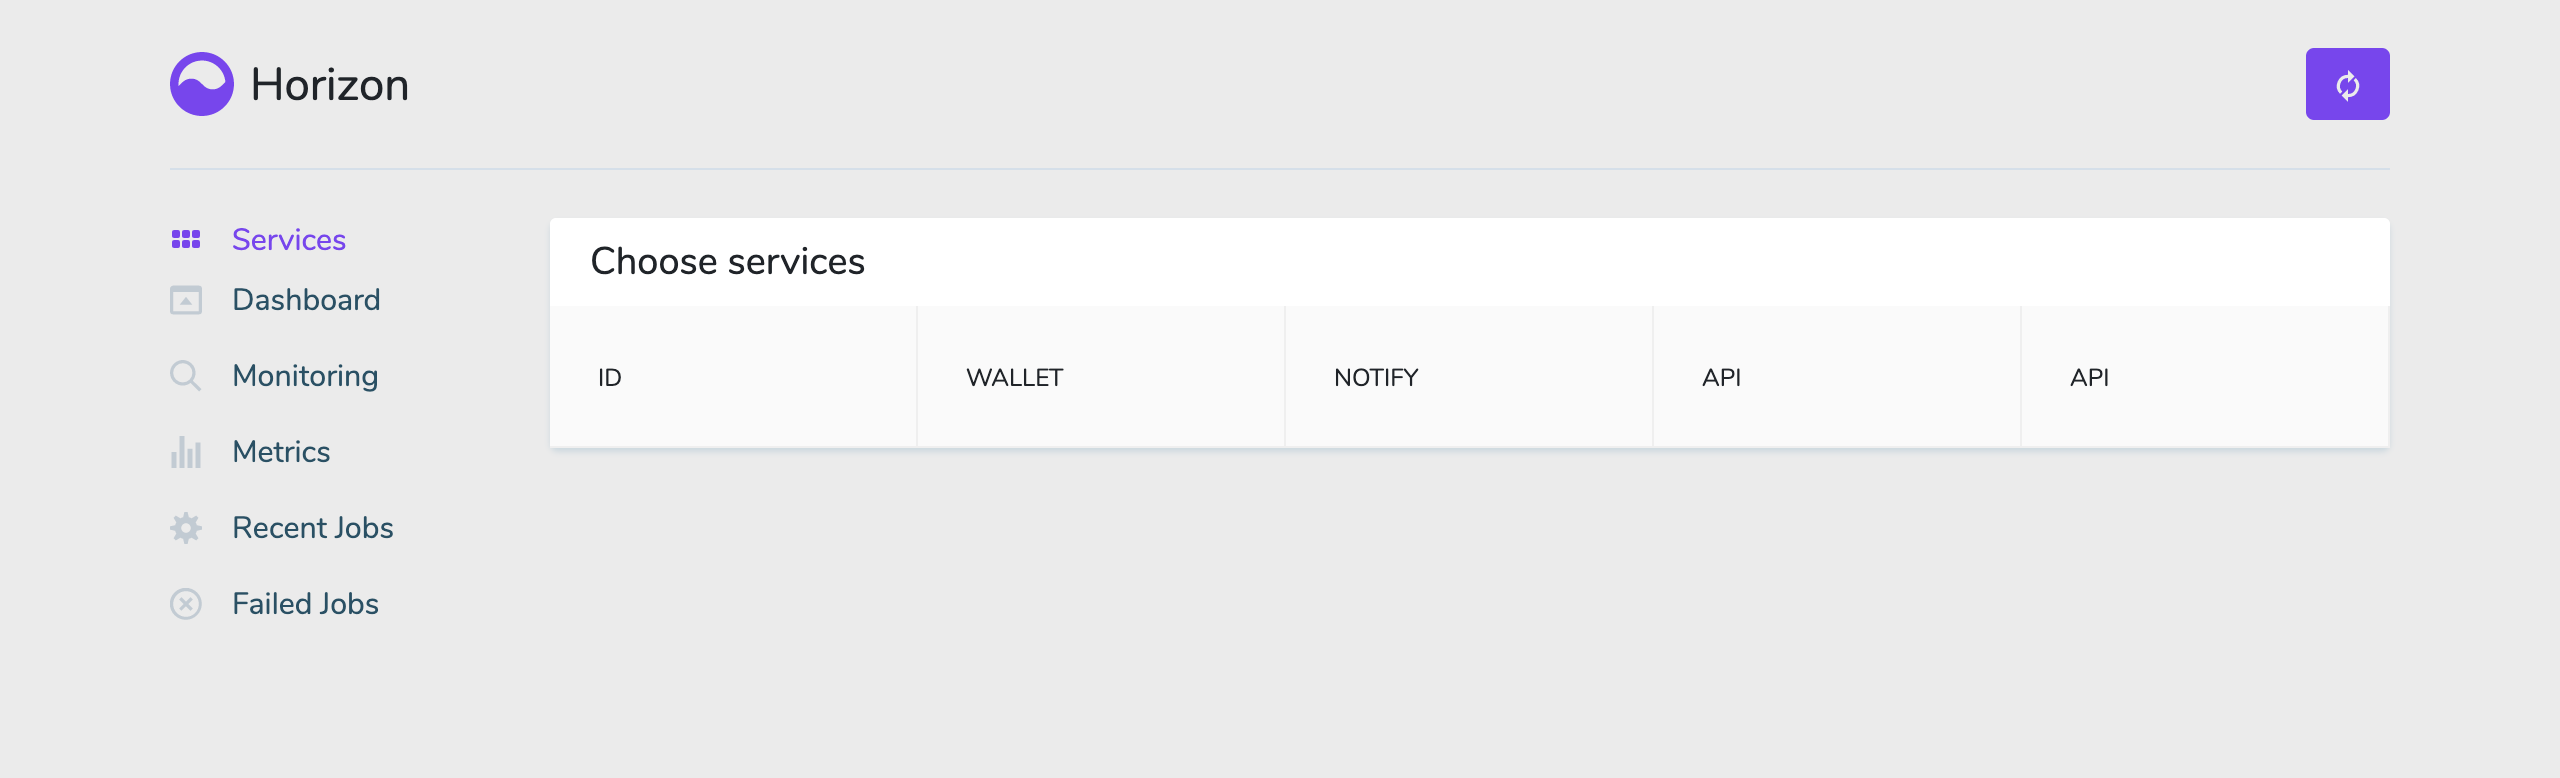 Horizon
Services
Dashboard
Monitoring
Metrics
Recent Jobs
Failed Jobs
Choose services
ID WALLET NOTIFY API API